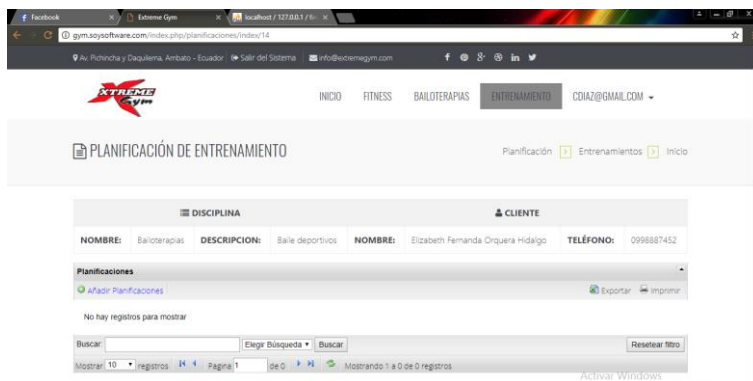 Facebook
Extreme Gym
localhost / 127.0.0.1 /
gym.soysoftware.com/index.php/planificaciones/index/14
Av. Pichincha y Daquilema, Ambato - Ecuador Salir del Sistema info@extremegym.com
XTREME
Gym
INICIO FITNESS BAILOTERAPIAS ENTRENAMIENTO CDIAZ@GMAIL.COM
PLANIFICACIÓN DE ENTRENAMIENTO
Planificación > Entrenamientos > Inicio
DISCIPLINA CLIENTE
NOMBRE: Bailoterapias DESCRIPCION: Baile deportivos NOMBRE: Elizabeth Fernanda Orquera Hidalgo TELÉFONO: 0998887452
Planificaciones
Añadir Planificaciones Exportar Imprimir
No hay registros para mostrar
Buscar Elegir Búsqueda Buscar Resetear filtro
Mostrar 10 registros Pagina 1 de 0 Mostrando 1 a 0 de 0 registros
Activar Windows